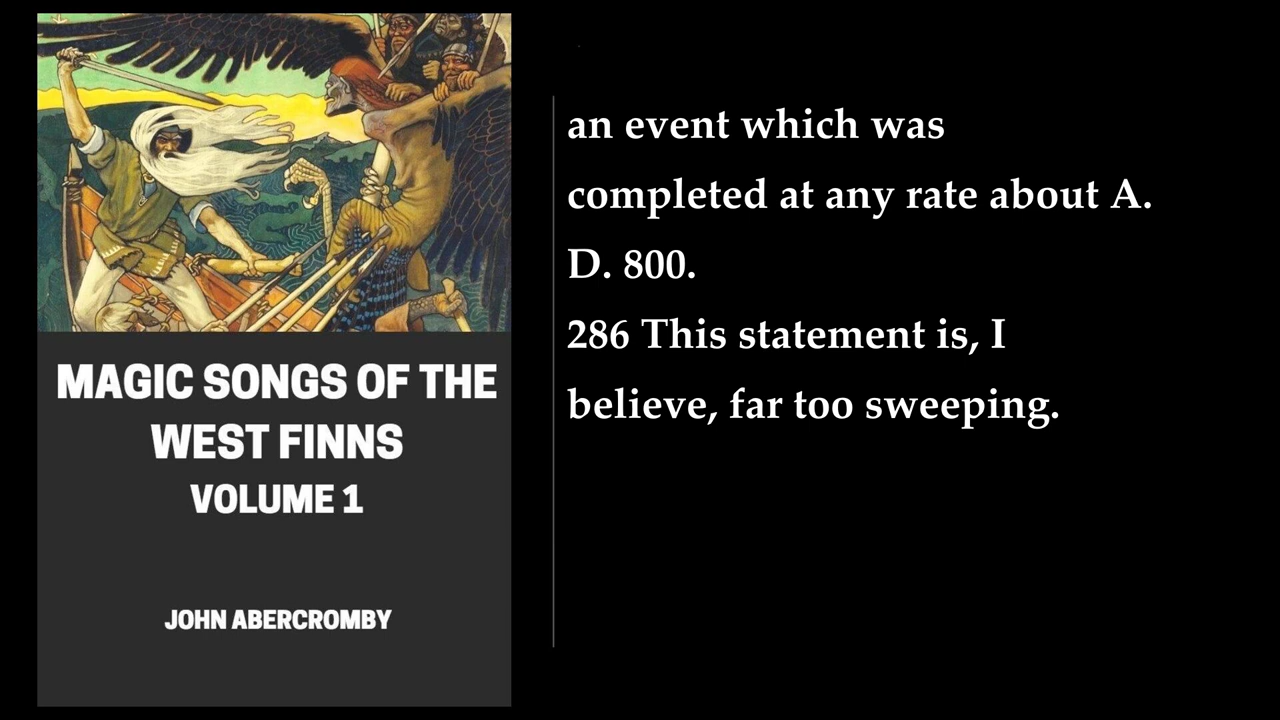 MAGIC SONGS OF THE
WEST FINNS
VOLUME 1
JOHN ABERCROMBY
an event which was
completed at any rate about A.
D. 800.
286 This statement is, I
believe, far too sweeping.